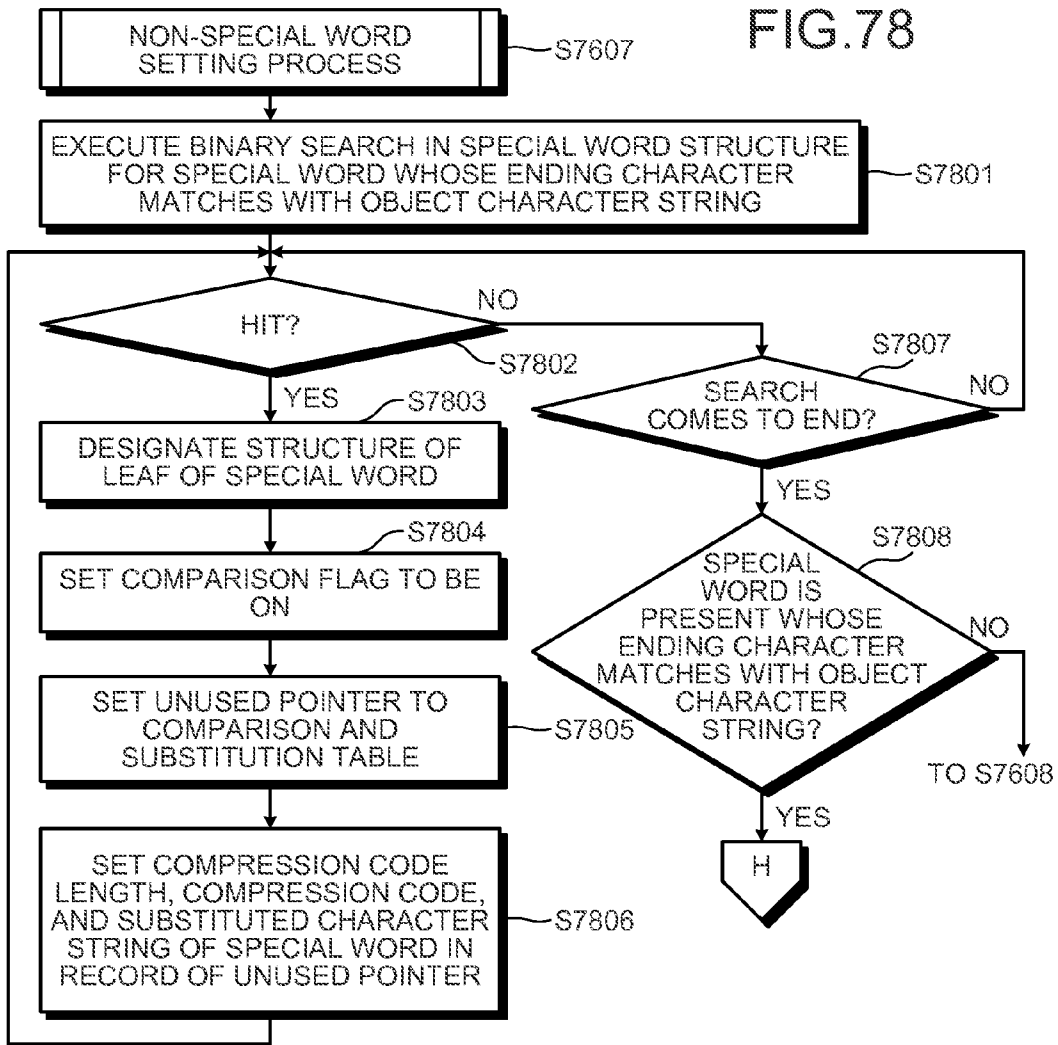 FIG.78
NON-SPECIAL WORD
SETTING PROCESS
S7607
EXECUTE BINARY SEARCH IN SPECIAL WORD STRUCTURE
FOR SPECIAL WORD WHOSE ENDING CHARACTER
MATCHES WITH OBJECT CHARACTER STRING
S7801
HIT?
NO
S7802
YES
S7803
DESIGNATE STRUCTURE OF
LEAF OF SPECIAL WORD
S7804
SET COMPARISON FLAG TO BE
ON
SET UNUSED POINTER TO
COMPARISON AND
SUBSTITUTION TABLE
S7805
SET COMPRESSION CODE
LENGTH, COMPRESSION CODE,
AND SUBSTITUTED CHARACTER
STRING OF SPECIAL WORD IN
RECORD OF UNUSED POINTER
S7806
S7807
SEARCH
COMES TO END?
NO
YES
S7808
SPECIAL
WORD IS
PRESENT WHOSE
ENDING CHARACTER
MATCHES WITH OBJECT
CHARACTER
STRING?
NO
TO S7608
YES
H